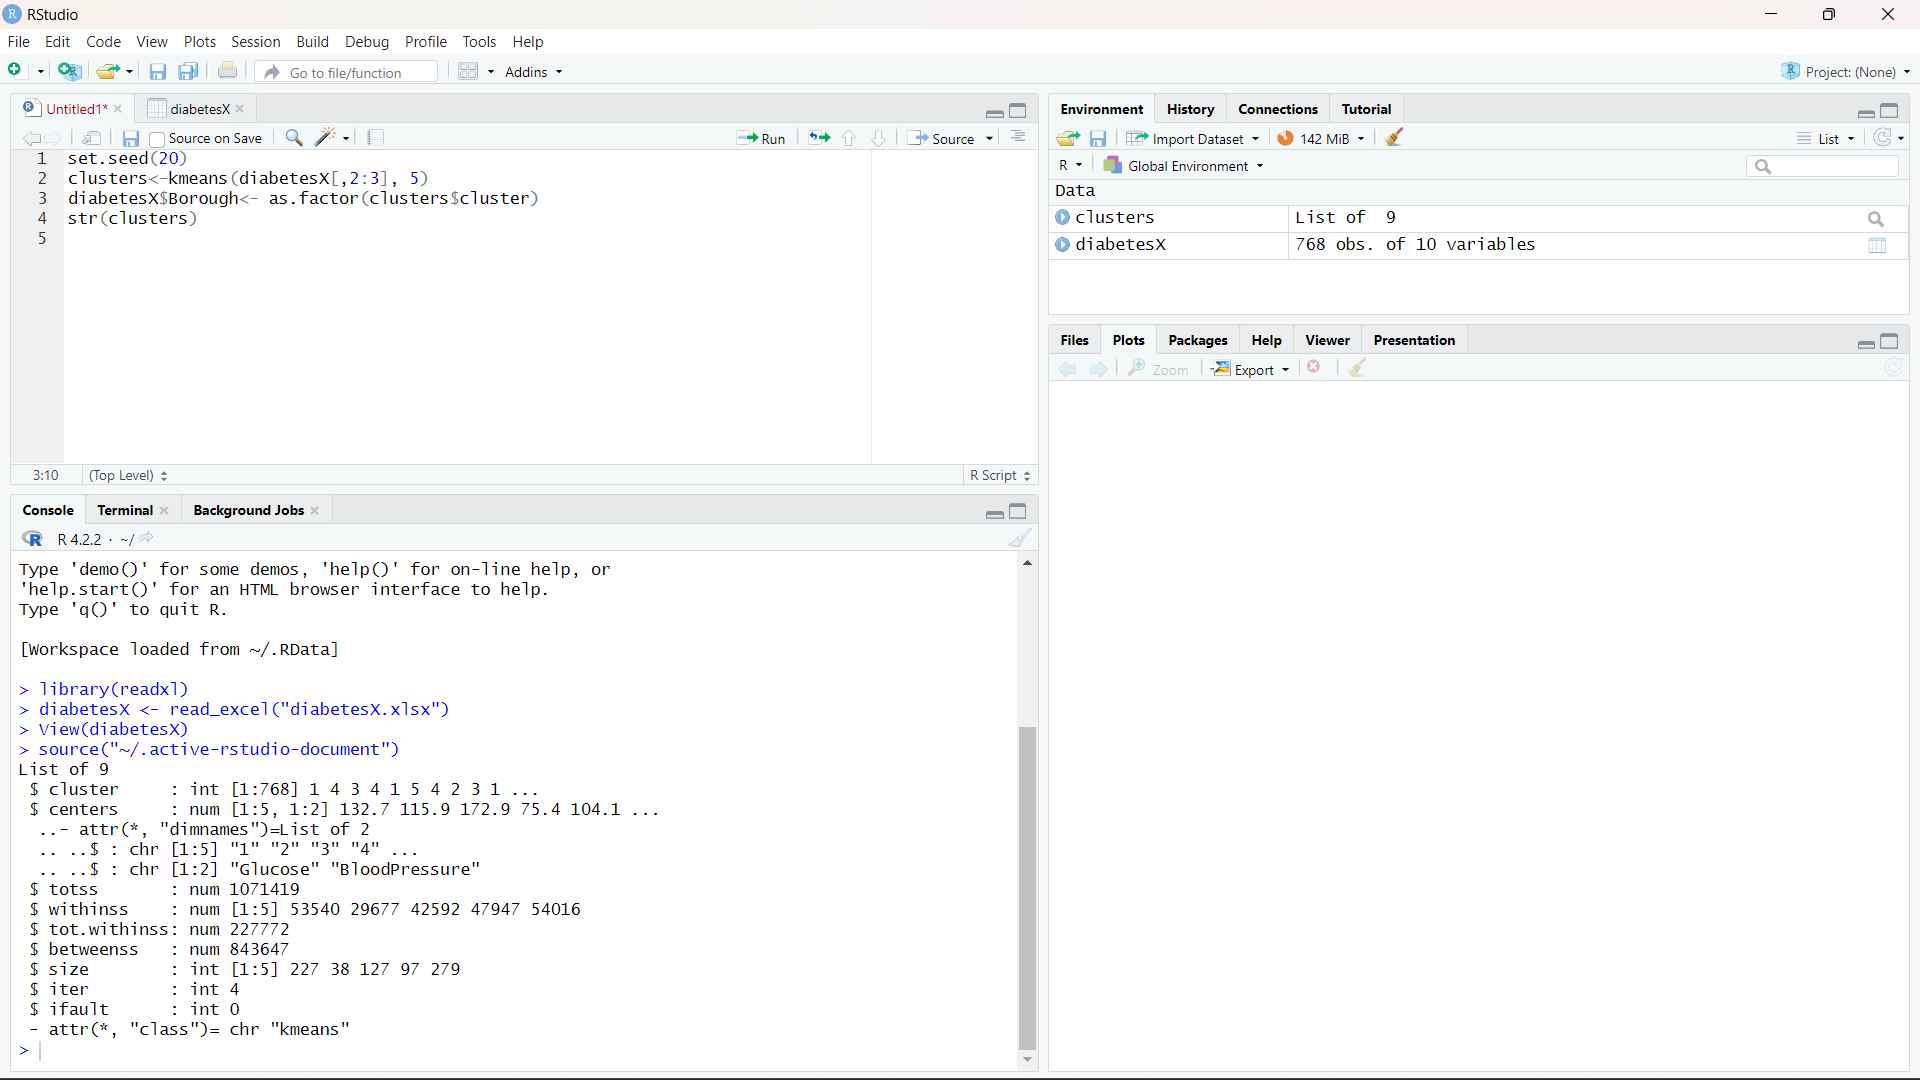 RStudio
File Edit Code View Plots Session Build Debug Profile Tools Help
Go to file/function Addins Project: (None)
Untitled1* diabetesX
Source on Save Run Source
1 set.seed(20)
2 clusters<-kmeans(diabetesX[,2:3], 5)
3 diabetesX$Borough<- as.factor(clusters$cluster)
4 str(clusters)
5
3:10 (Top Level) R Script
Console Terminal Background Jobs
R 4.2.2 · ~/
Type 'demo()' for some demos, 'help()' for on-line help, or
'help.start()' for an HTML browser interface to help.
Type 'q()' to quit R.
[Workspace loaded from ~/.RData]
> library(readxl)
> diabetesX <- read_excel("diabetesX.xlsx")
> View(diabetesX)
> source("~/.active-rstudio-document")
List of 9
 $ cluster     : int [1:768] 1 4 3 4 1 5 4 2 3 1 ...
 $ centers     : num [1:5, 1:2] 132.7 115.9 172.9 75.4 104.1 ...
  ..- attr(*, "dimnames")=List of 2
  .. ..$ : chr [1:5] "1" "2" "3" "4" ...
  .. ..$ : chr [1:2] "Glucose" "BloodPressure"
 $ totss       : num 1071419
 $ withinss    : num [1:5] 53540 29677 42592 47947 54016
 $ tot.withinss: num 227772
 $ betweenss   : num 843647
 $ size        : int [1:5] 227 38 127 97 279
 $ iter        : int 4
 $ ifault      : int 0
 - attr(*, "class")= chr "kmeans"
>
Environment History Connections Tutorial
Import Dataset 142 MiB List
R Global Environment
Data
clusters List of 9
diabetesX 768 obs. of 10 variables
Files Plots Packages Help Viewer Presentation
Zoom Export